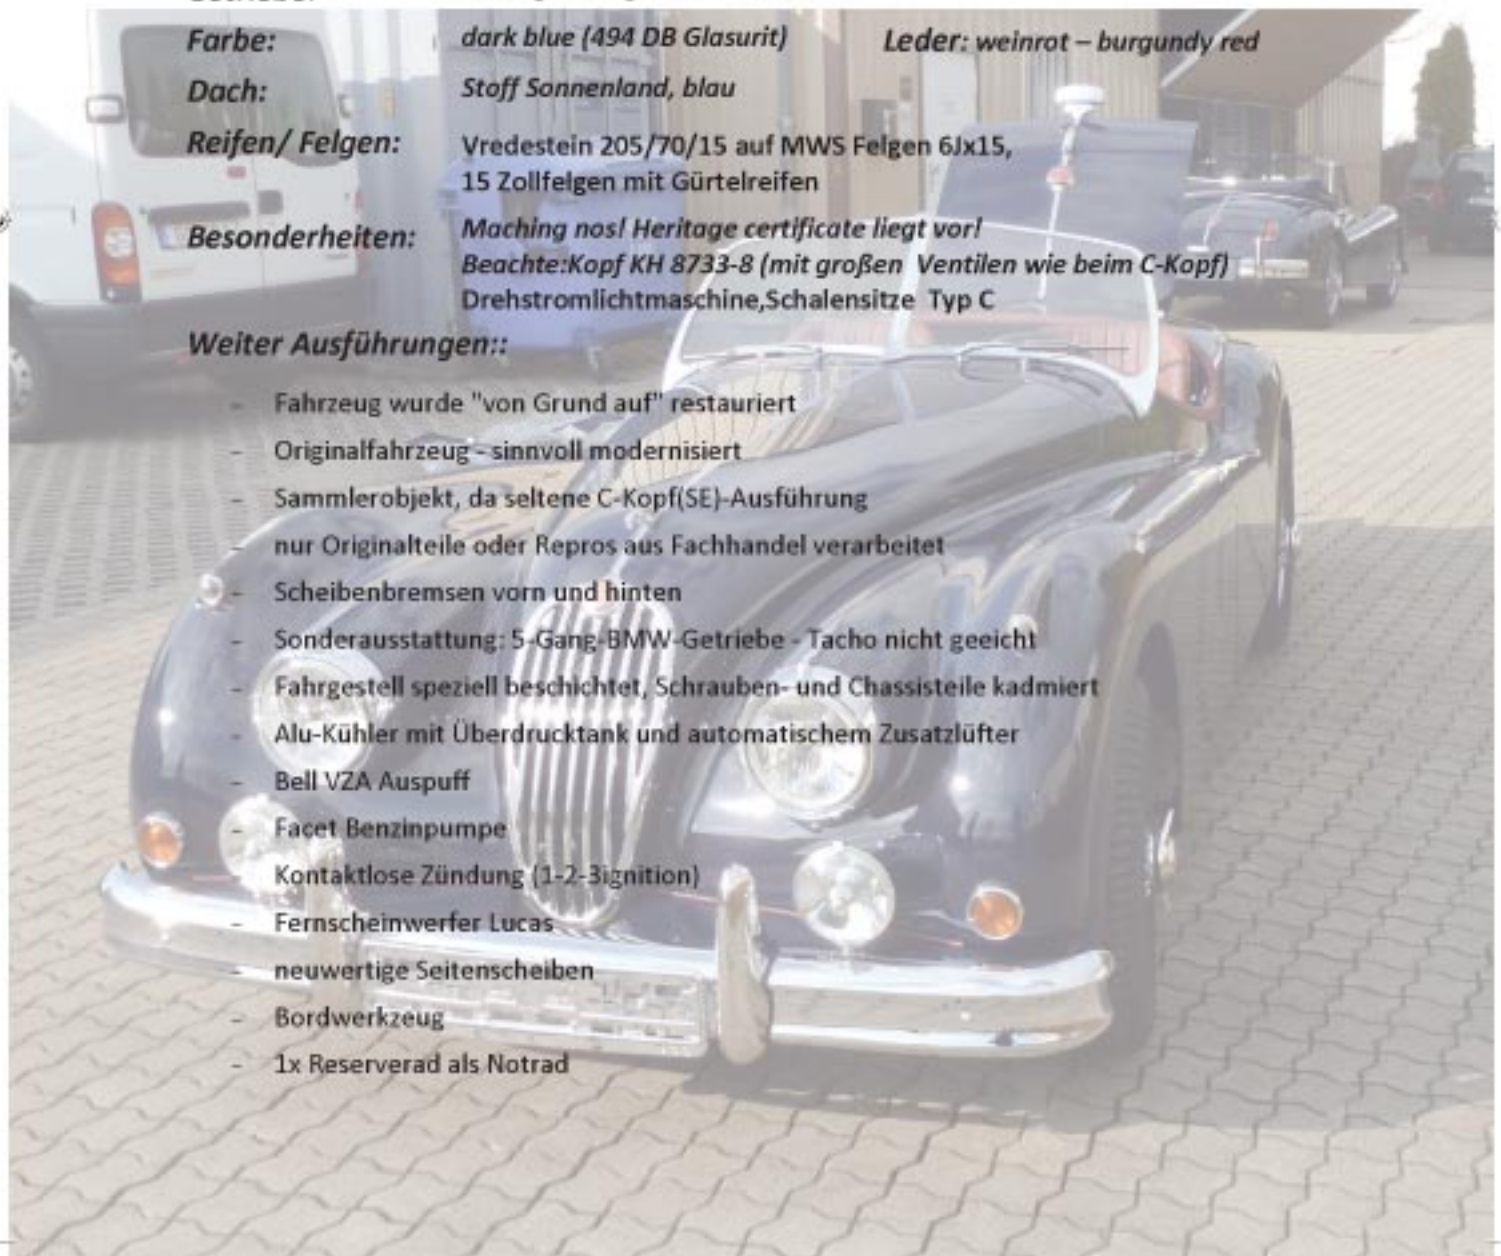 Farbe: dark blue (494 DB Glasurit) Leder: weinrot – burgundy red
Dach: Stoff Sonnenland, blau
Reifen/ Felgen: Vredestein 205/70/15 auf MWS Felgen 6Jx15,
15 Zollfelgen mit Gürtelreifen
Besonderheiten: Maching nos! Heritage certificate liegt vor!
Beachte:Kopf KH 8733-8 (mit großen Ventilen wie beim C-Kopf)
Drehstromlichtmaschine,Schalensitze Typ C
Weiter Ausführungen::
- Fahrzeug wurde "von Grund auf" restauriert
- Originalfahrzeug - sinnvoll modernisiert
- Sammlerobjekt, da seltene C-Kopf(SE)-Ausführung
- nur Originalteile oder Repros aus Fachhandel verarbeitet
- Scheibenbremsen vorn und hinten
- Sonderausstattung: 5-Gang-BMW-Getriebe - Tacho nicht geeicht
- Fahrgestell speziell beschichtet, Schrauben- und Chassisteile kadmiert
- Alu-Kühler mit Überdrucktank und automatischem Zusatzlüfter
- Bell VZA Auspuff
- Facet Benzinpumpe
Kontaktlose Zündung (1-2-3ignition)
- Fernscheinwerfer Lucas
- neuwertige Seitenscheiben
- Bordwerkzeug
- 1x Reserverad als Notrad